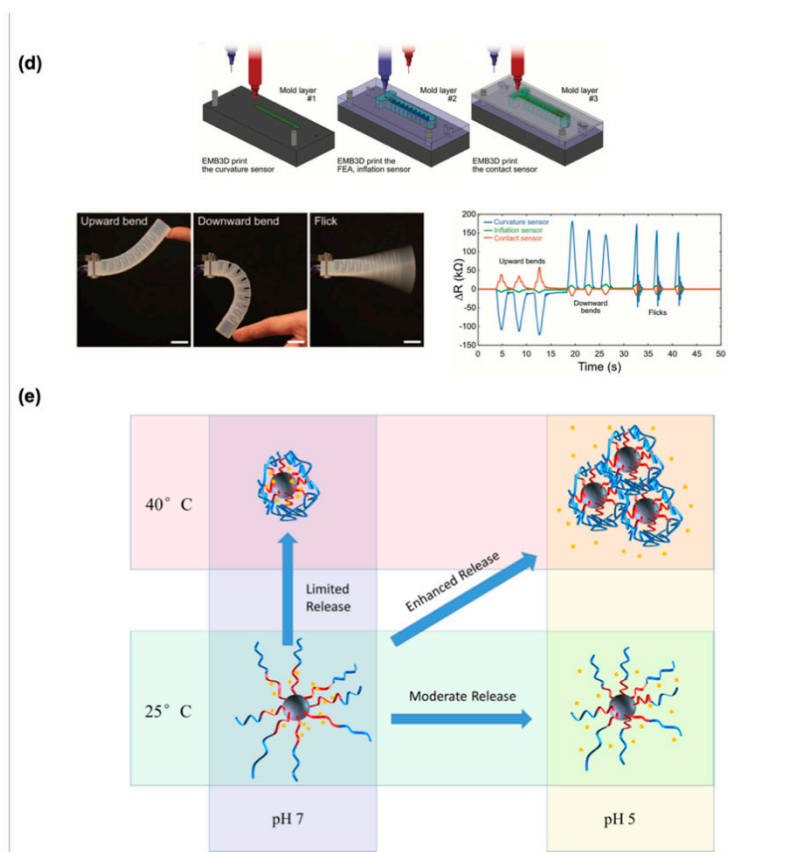 (d)
Mold layer
#1
EMB3D print
the curvature sensor
Mold layer
#2
EMB3D print the
FEA, inflation sensor
Mold layer
#3
EMB3D print
the contact sensor
Upward bend
Downward bend
Flick
200
150
100
50
0
-50
-100
-150
ΔR (kΩ)
Curvature sensor
Inflation sensor
Contact sensor
Upward bends
Downward
bends
Flicks
0 5 10 15 20 25 30 35 40 45 50
Time (s)
(e)
40° C
Limited
Release
Enhanced Release
25° C
Moderate Release
pH 7
pH 5